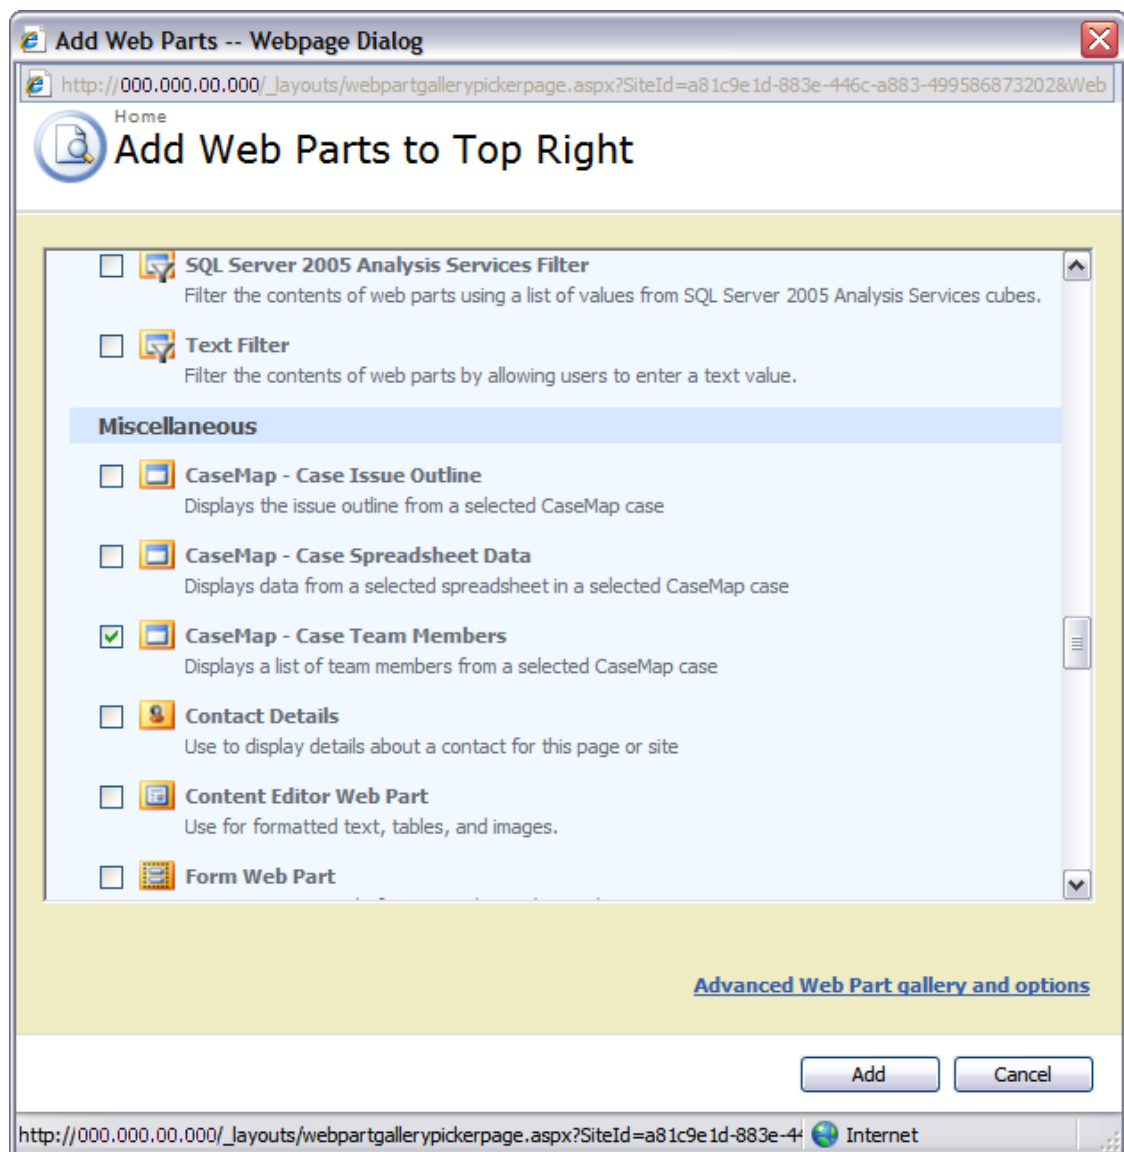 Add Web Parts -- Webpage Dialog
http://000.000.00.000/_layouts/webpartgallerypickerpage.aspx?SiteId=a81c9e1d-883e-446c-a883-499586873202&Web
Home
Add Web Parts to Top Right
SQL Server 2005 Analysis Services Filter
Filter the contents of web parts using a list of values from SQL Server 2005 Analysis Services cubes.
Text Filter
Filter the contents of web parts by allowing users to enter a text value.
Miscellaneous
CaseMap - Case Issue Outline
Displays the issue outline from a selected CaseMap case
CaseMap - Case Spreadsheet Data
Displays data from a selected spreadsheet in a selected CaseMap case
CaseMap - Case Team Members
Displays a list of team members from a selected CaseMap case
Contact Details
Use to display details about a contact for this page or site
Content Editor Web Part
Use for formatted text, tables, and images.
Form Web Part
Advanced Web Part gallery and options
Add Cancel
http://000.000.00.000/_layouts/webpartgallerypickerpage.aspx?SiteId=a81c9e1d-883e-44 Internet